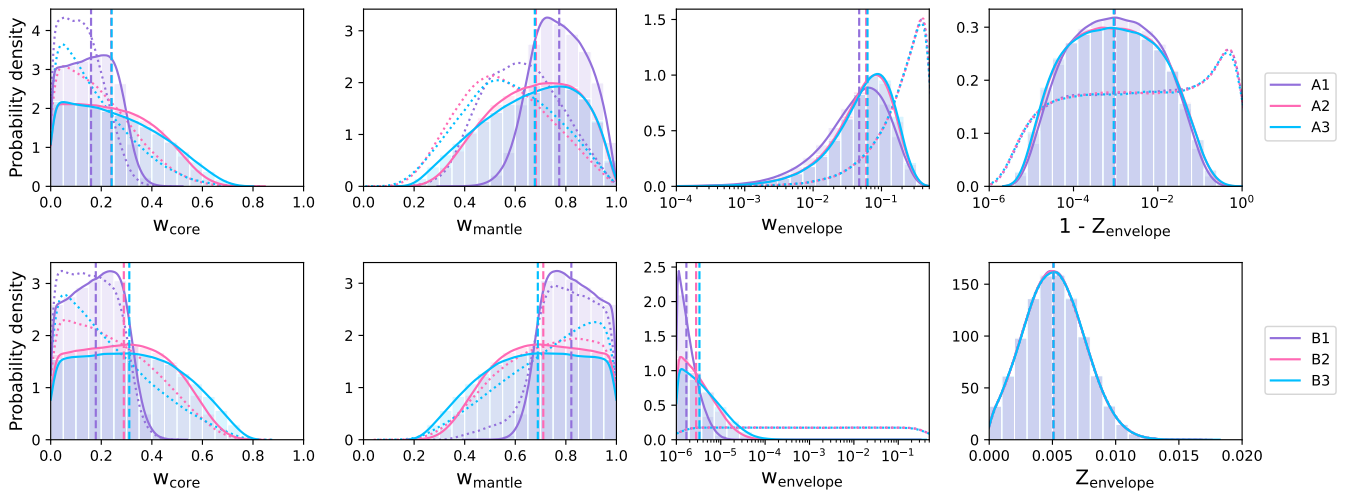 Probability density
4
3
2
1
0
0.0 0.2 0.4 0.6 0.8 1.0
w_core
3
2
1
0
0.0 0.2 0.4 0.6 0.8 1.0
w_mantle
1.5
1.0
0.5
0.0
10⁻⁴ 10⁻³ 10⁻² 10⁻¹
w_envelope
0.3
0.2
0.1
0.0
10⁻⁶ 10⁻⁴ 10⁻² 10⁰
1 - Z_envelope
A1
A2
A3
Probability density
3
2
1
0
0.0 0.2 0.4 0.6 0.8 1.0
w_core
3
2
1
0
0.0 0.2 0.4 0.6 0.8 1.0
w_mantle
2.5
2.0
1.5
1.0
0.5
0.0
10⁻⁶ 10⁻⁵ 10⁻⁴ 10⁻³ 10⁻² 10⁻¹
w_envelope
150
100
50
0
0.000 0.005 0.010 0.015 0.020
Z_envelope
B1
B2
B3